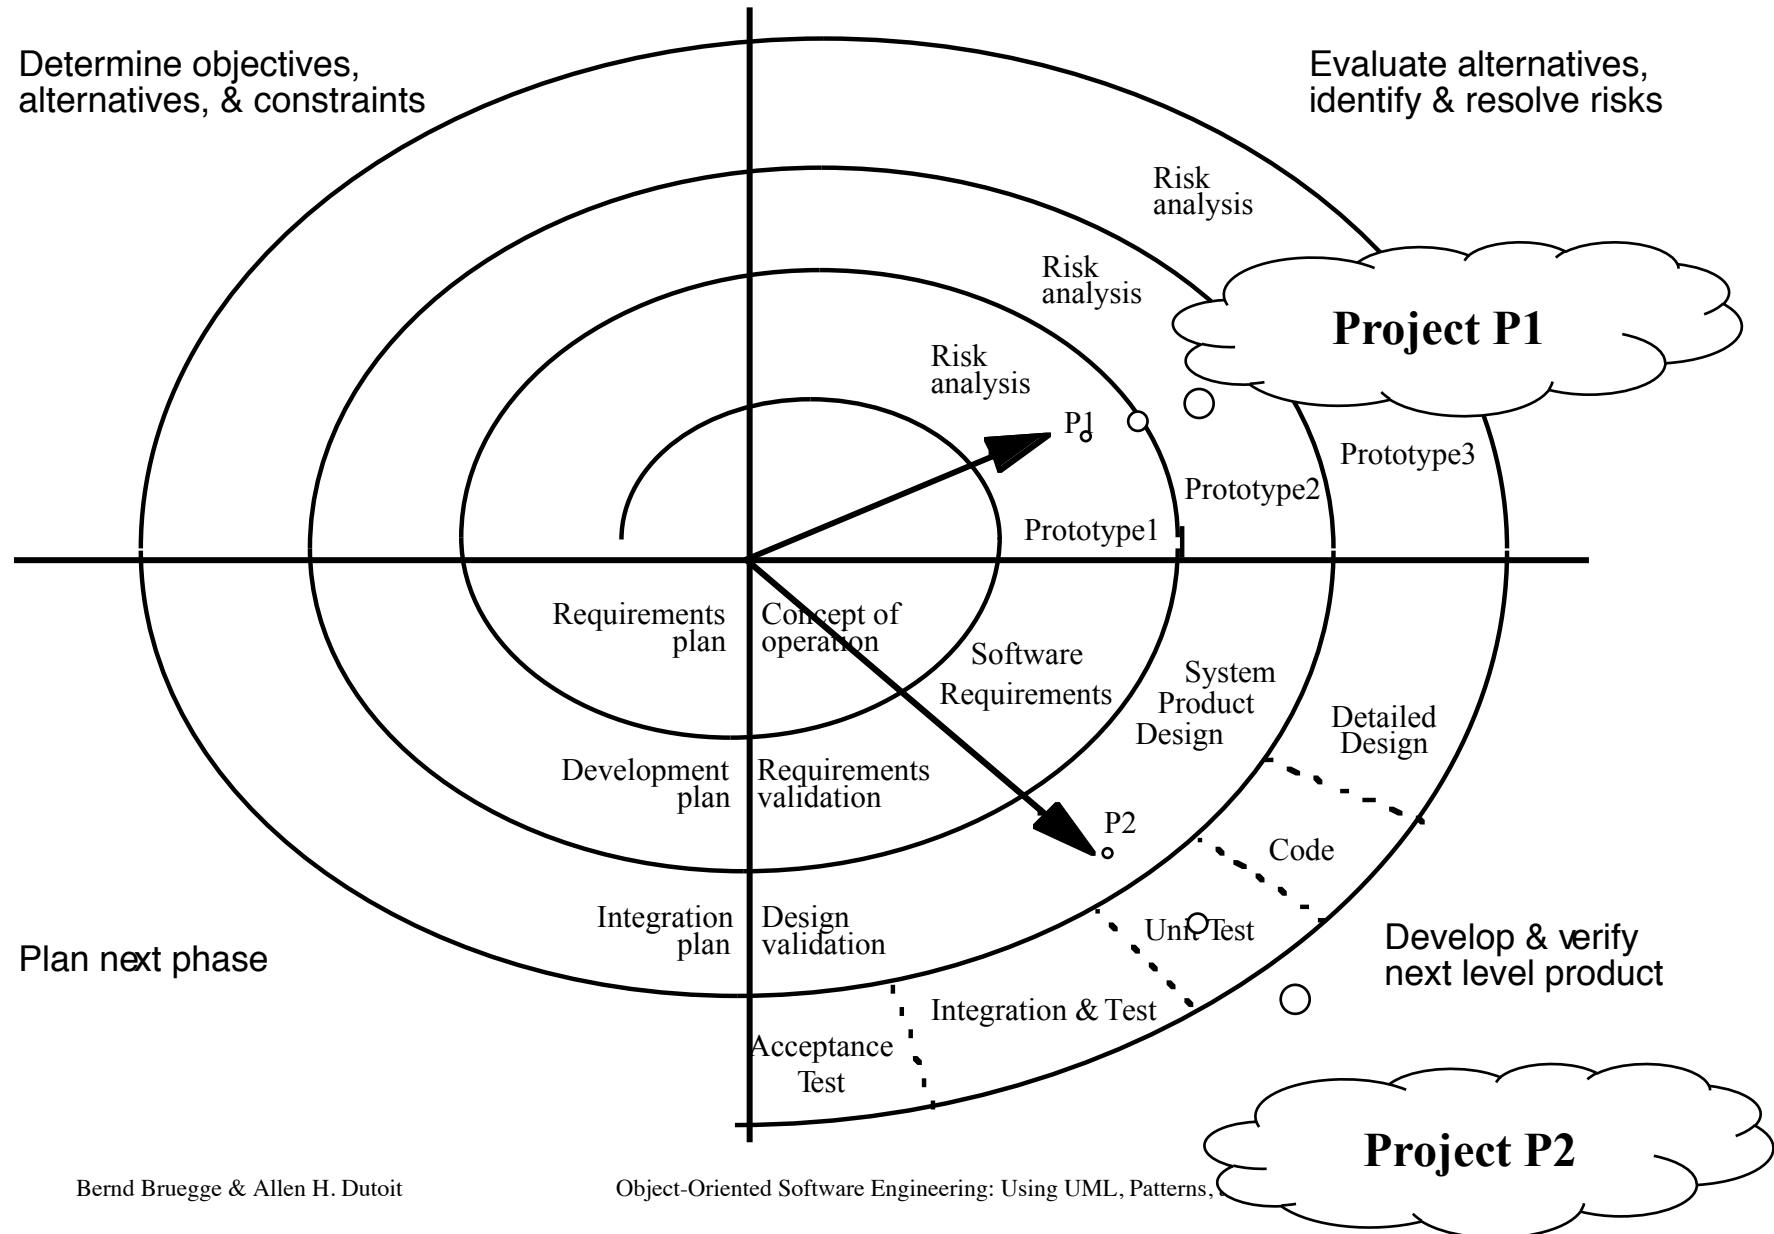 Determine objectives,
alternatives, & constraints
Evaluate alternatives,
identify & resolve risks
Risk
analysis
Risk
analysis
Project P1
Risk
analysis
P1
Prototype3
Prototype2
Prototype1
Requirements
plan
Concept of
operation
Software
Requirements
System
Product
Design
Detailed
Design
Development
plan
Requirements
validation
P2
Code
Integration
plan
Design
validation
Unit Test
Plan next phase
Develop & verify
next level product
Integration & Test
Acceptance
Test
Project P2
Bernd Bruegge & Allen H. Dutoit
Object-Oriented Software Engineering: Using UML, Patterns,